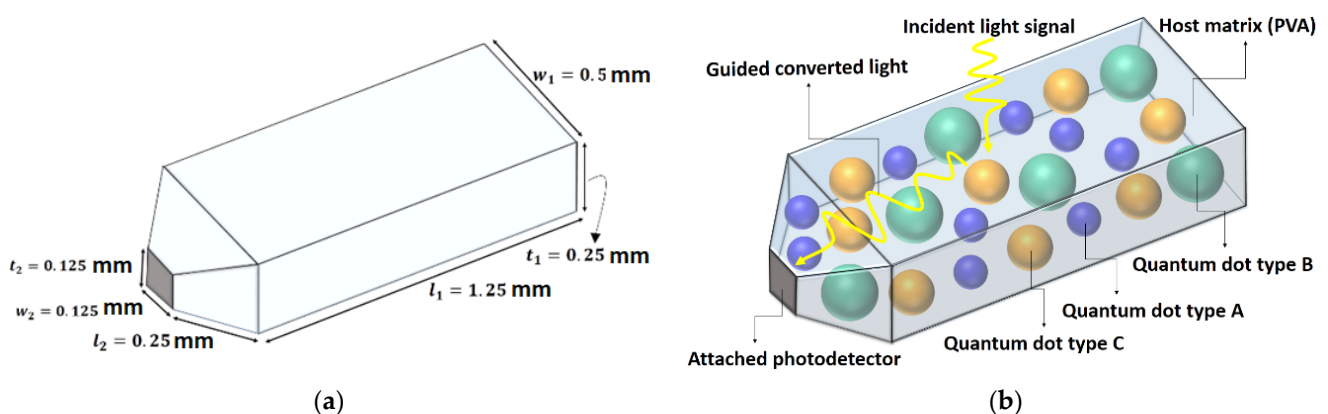 w₁ = 0.5 mm
t₁ = 0.25 mm
l₁ = 1.25 mm
t₂ = 0.125 mm
w₂ = 0.125 mm
l₂ = 0.25 mm
(a)
Incident light signal
Host matrix (PVA)
Guided converted light
Quantum dot type B
Quantum dot type A
Quantum dot type C
Attached photodetector
(b)